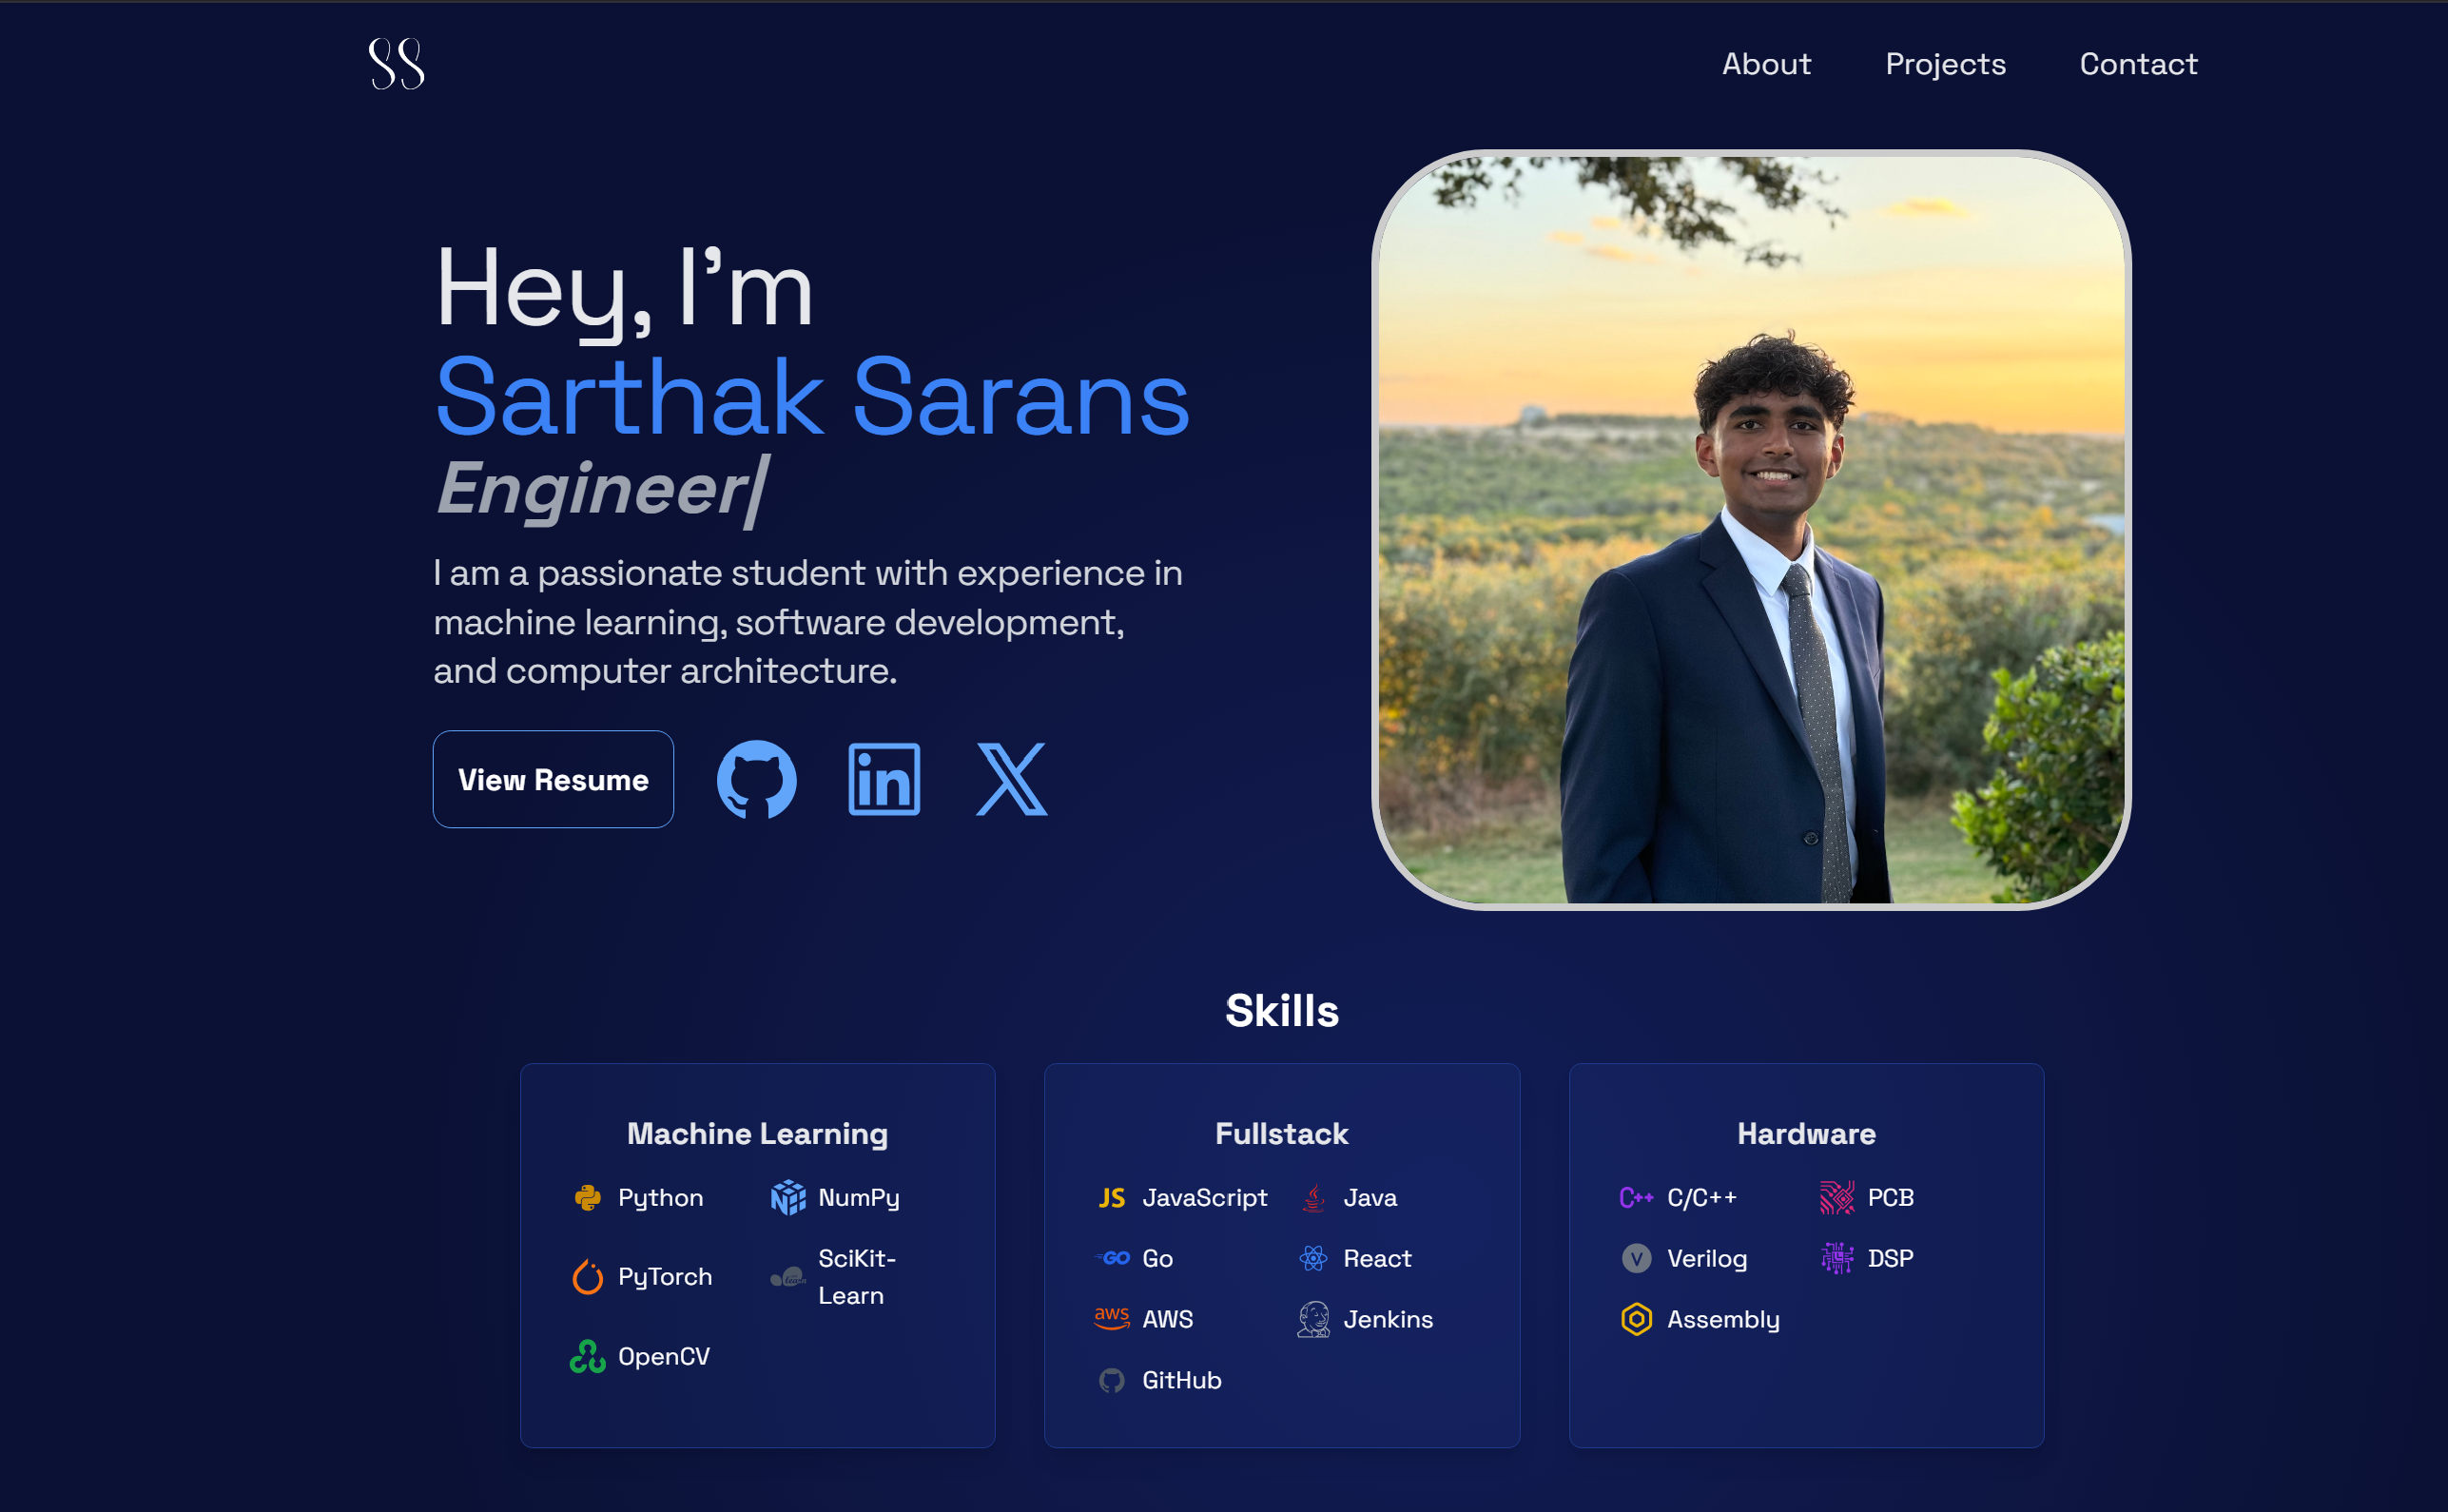 SS
About Projects Contact
Hey, I'm
Sarthak Sarans
Engineer|
I am a passionate student with experience in
machine learning, software development,
and computer architecture.
View Resume in X
Skills
Machine Learning
Python NumPy
PyTorch learn SciKit-
Learn
OpenCV
Fullstack
JS JavaScript Java
GO Go React
aws AWS Jenkins
GitHub
Hardware
C++ C/C++ PCB
V Verilog DSP
Assembly